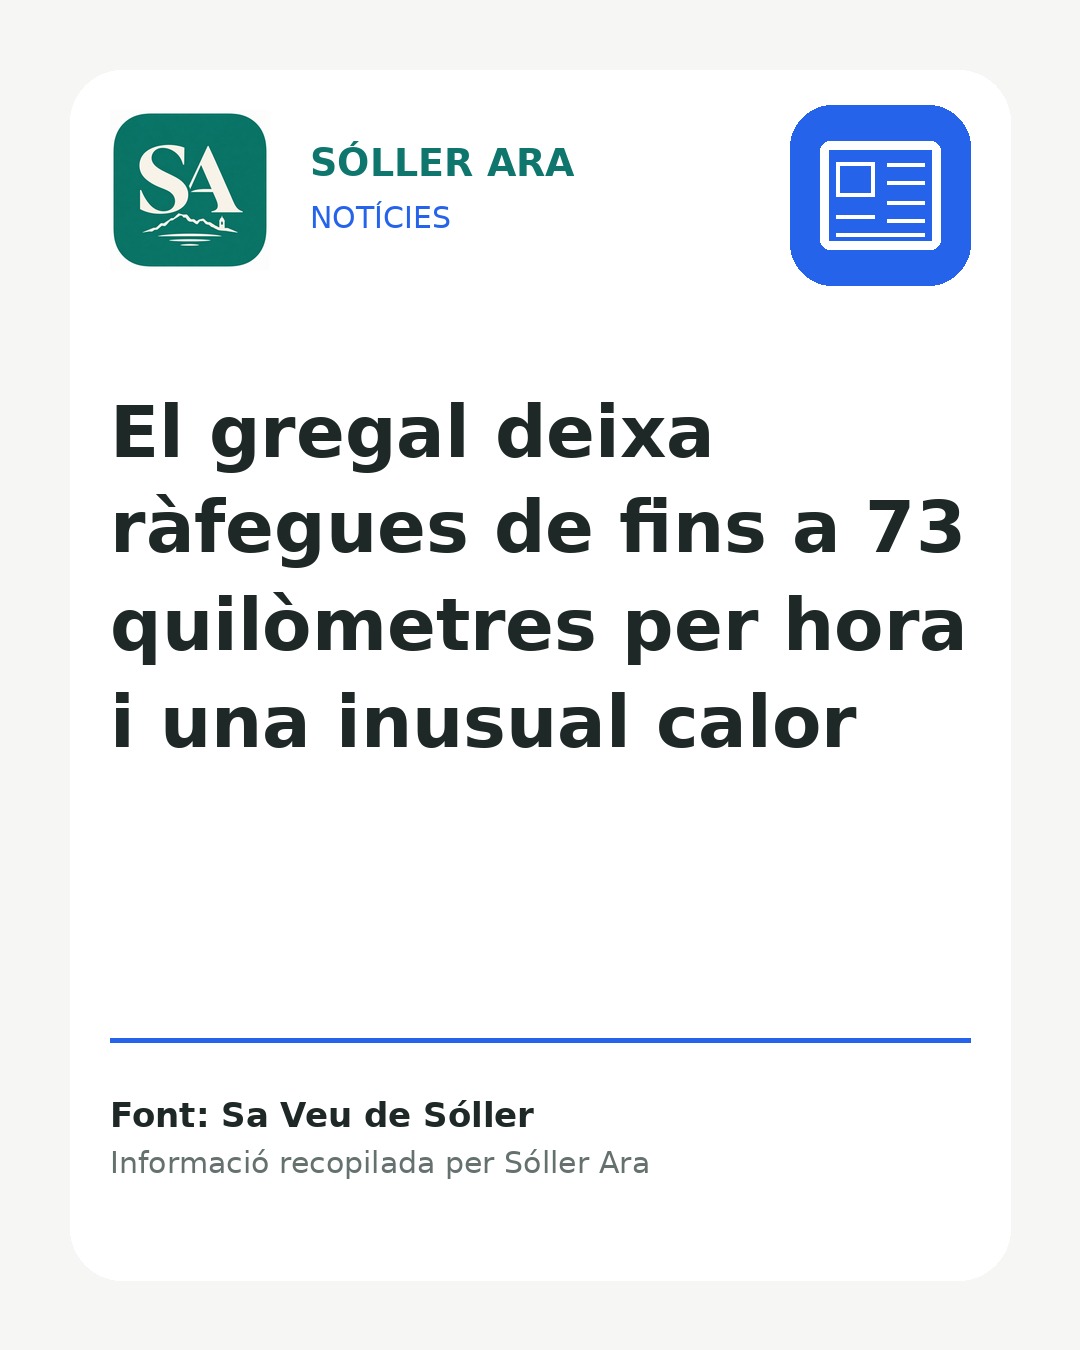 SA
SÓLLER ARA
NOTÍCIES
El gregal deixa
ràfegues de fins a 73
quilòmetres per hora
i una inusual calor
Font: Sa Veu de Sóller
Informació recopilada per Sóller Ara